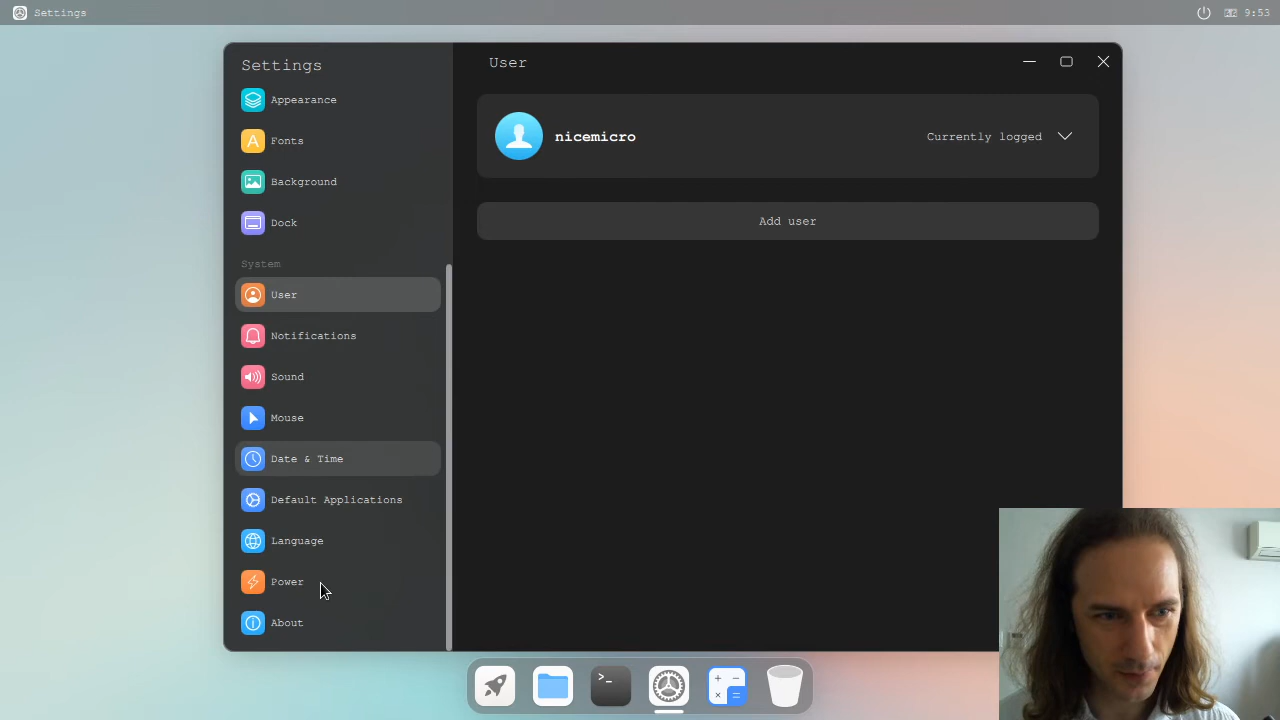 Settings
9:53
Settings
User
Appearance
nicemicro
Currently logged
Fonts
Background
Add user
Dock
System
User
Notifications
Sound
Mouse
Date & Time
Default Applications
Language
Power
About